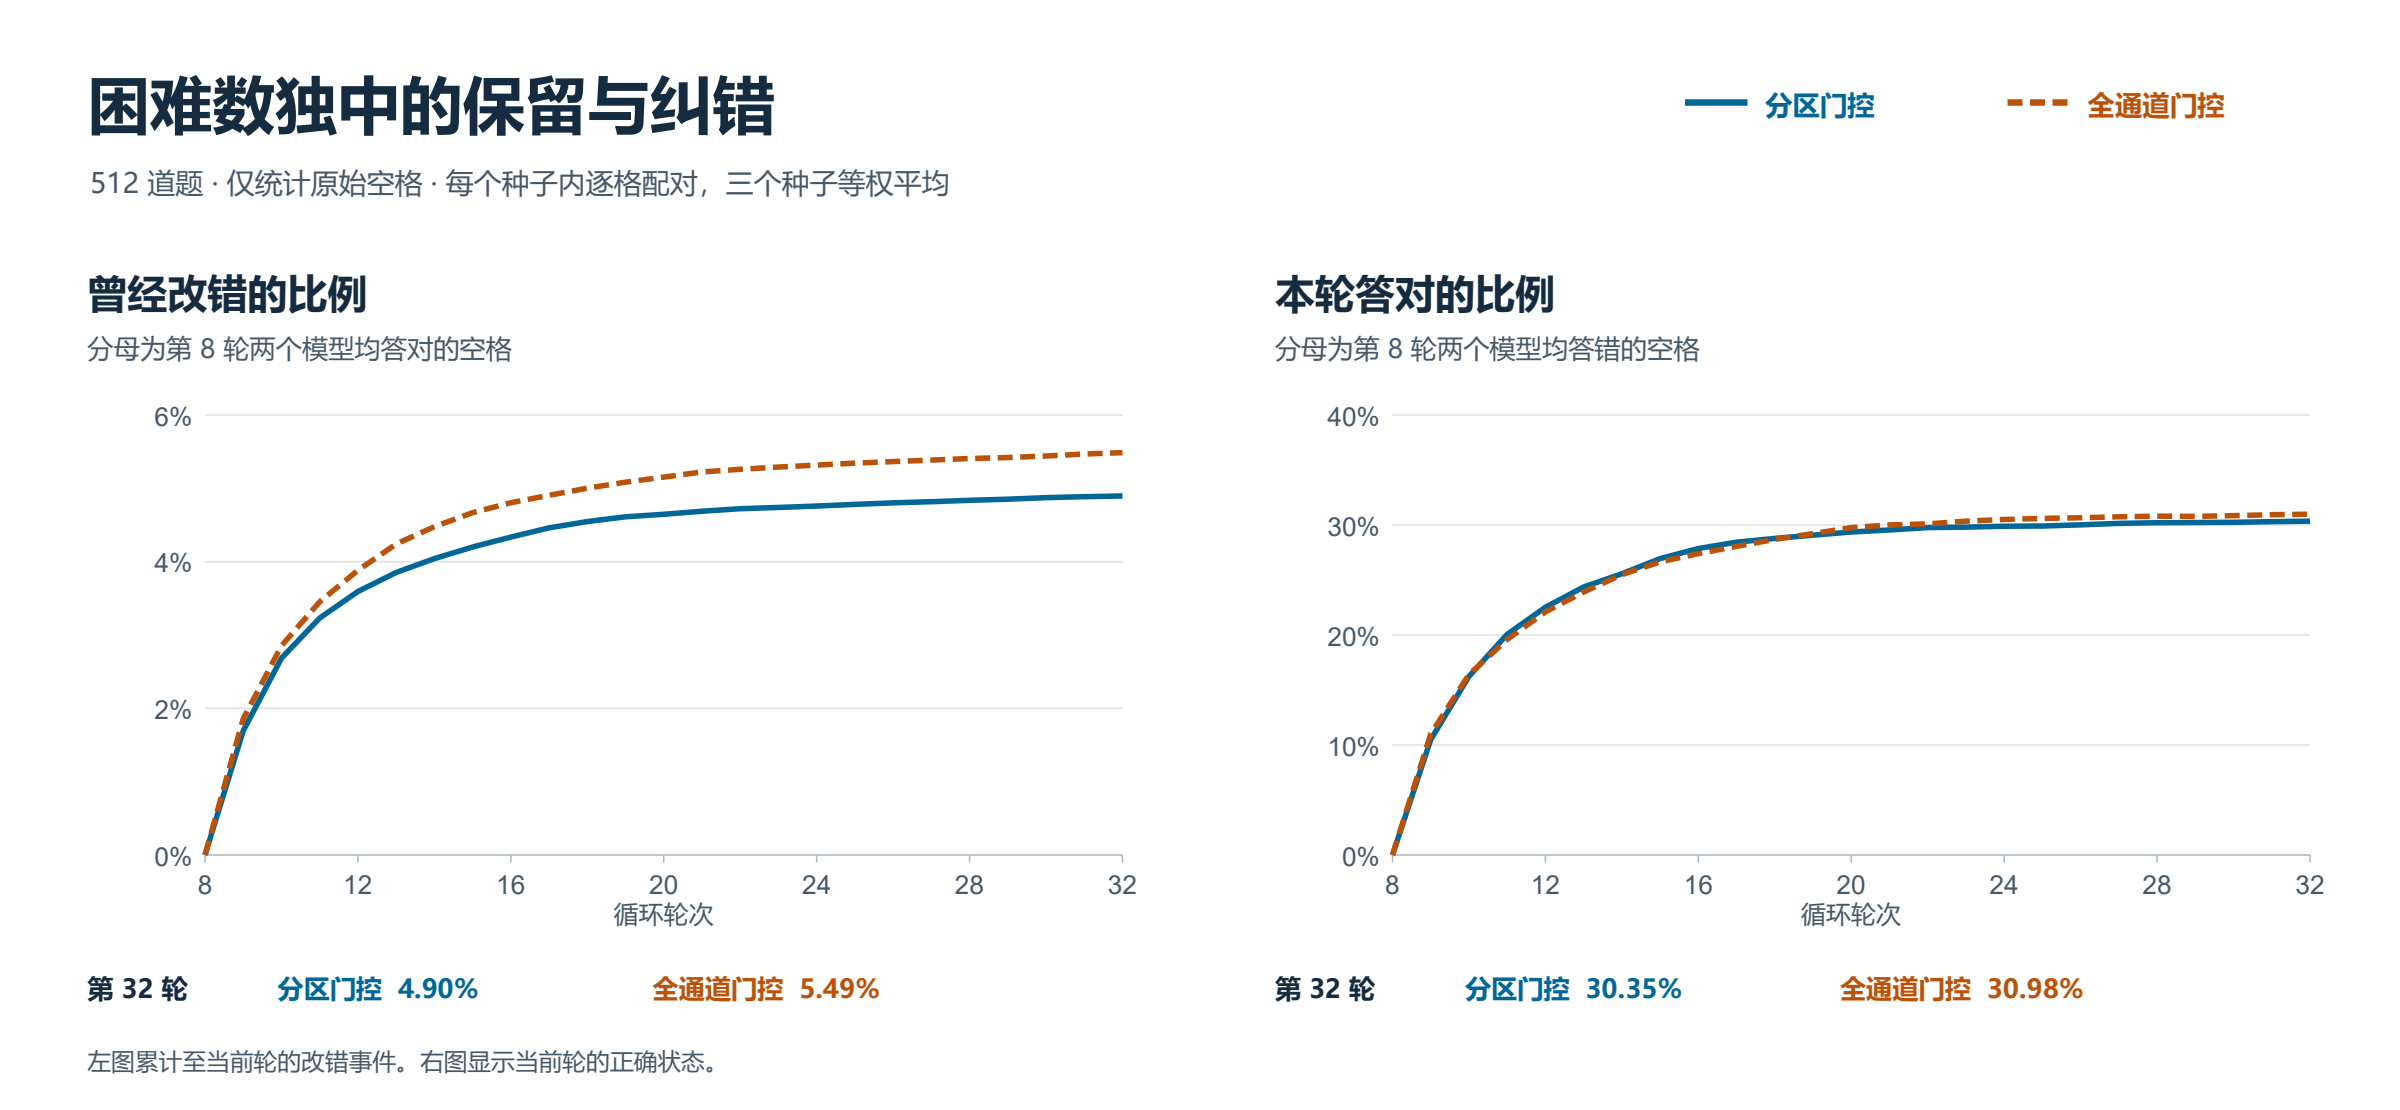 困难数独中的保留与纠错
分区门控
全通道门控
512 道题 · 仅统计原始空格 · 每个种子内逐格配对，三个种子等权平均
曾经改错的比例
分母为第 8 轮两个模型均答对的空格
6%
4%
2%
0%
8 12 16 20 24 28 32
循环轮次
第 32 轮 分区门控 4.90% 全通道门控 5.49%
本轮答对的比例
分母为第 8 轮两个模型均答错的空格
40%
30%
20%
10%
0%
8 12 16 20 24 28 32
循环轮次
第 32 轮 分区门控 30.35% 全通道门控 30.98%
左图累计至当前轮的改错事件。右图显示当前轮的正确状态。